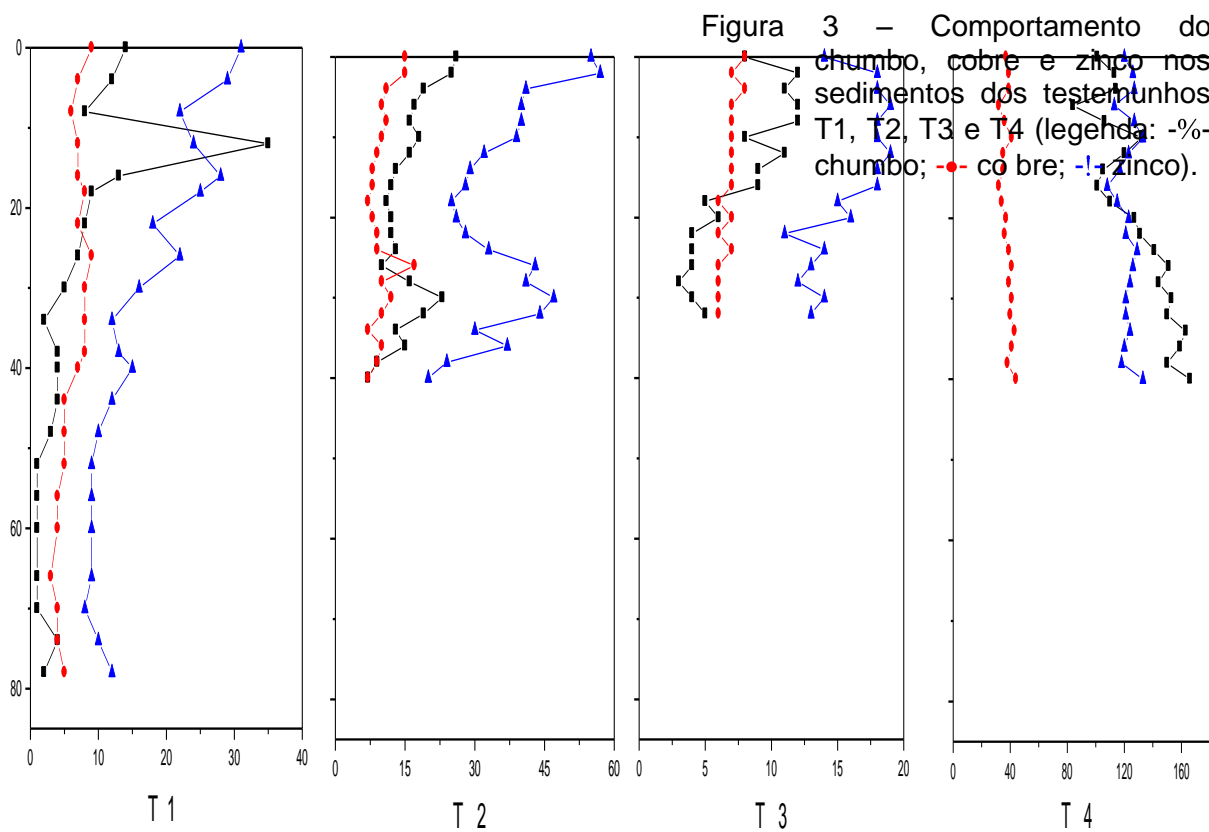 Figura 3 – Comportamento do
chumbo, cobre e zinco nos
sedimentos dos testemunhos
T1, T2, T3 e T4 (legenda: -%-
chumbo; -●- co bre; -!- zinco).
0
20
40
60
80
0 10 20 30 40
0 15 30 45 60
0 5 10 15 20
0 40 80 120 160
T 1
T 2
T 3
T 4